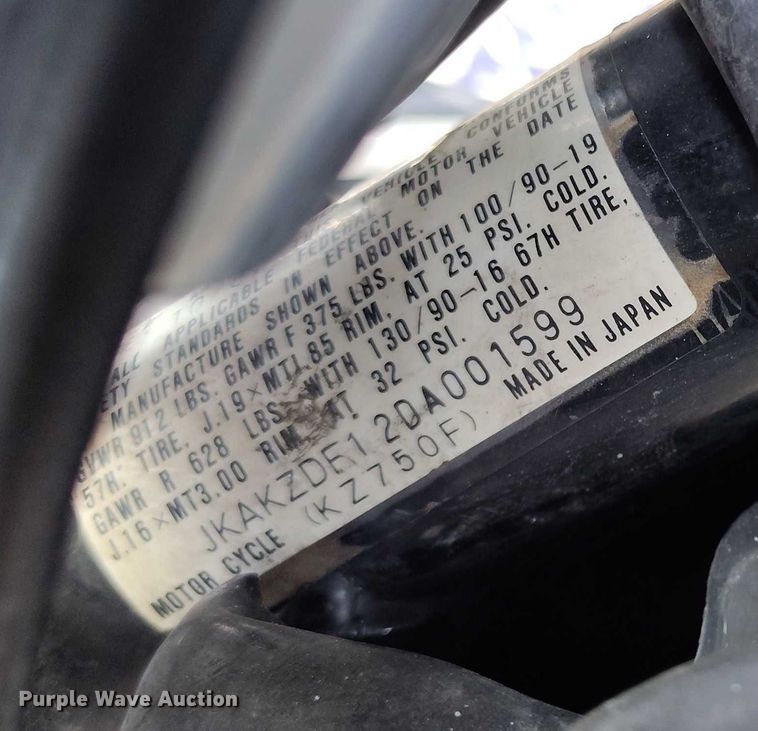 VEHICLE CONFORMS
ALL APPLICABLE FEDERAL MOTOR VEHICLE
STANDARDS IN EFFECT ON THE DATE
MANUFACTURE SHOWN ABOVE.
GVWR 912 LBS. GAWR F 375 LBS. WITH 100/90-19
57H TIRE, J.19×MT1.85 RIM, AT 25 PSI. COLD.
GAWR R 628 LBS. WITH 130/90-16 67H TIRE,
J.16×MT3.00 RIM, AT 32 PSI. COLD.
JKAKZDF12DA001599
MOTOR CYCLE (KZ750F) MADE IN JAPAN
Purple Wave Auction